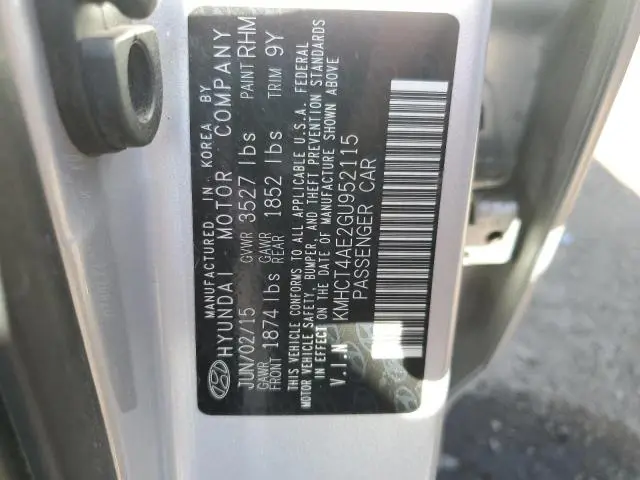 MANUFACTURED IN KOREA BY
HYUNDAI MOTOR COMPANY
JUN/02/15 GVWR 3527 lbs PAINT RHM
GAWR FRONT 1874 lbs GAWR REAR 1852 lbs TRIM 9Y
THIS VEHICLE CONFORMS TO ALL APPLICABLE U.S.A. FEDERAL
MOTOR VEHICLE SAFETY, BUMPER, AND THEFT PREVENTION STANDARDS
IN EFFECT ON THE DATE OF MANUFACTURE SHOWN ABOVE
V.I.N KMHCT4AE2GU952115
PASSENGER CAR